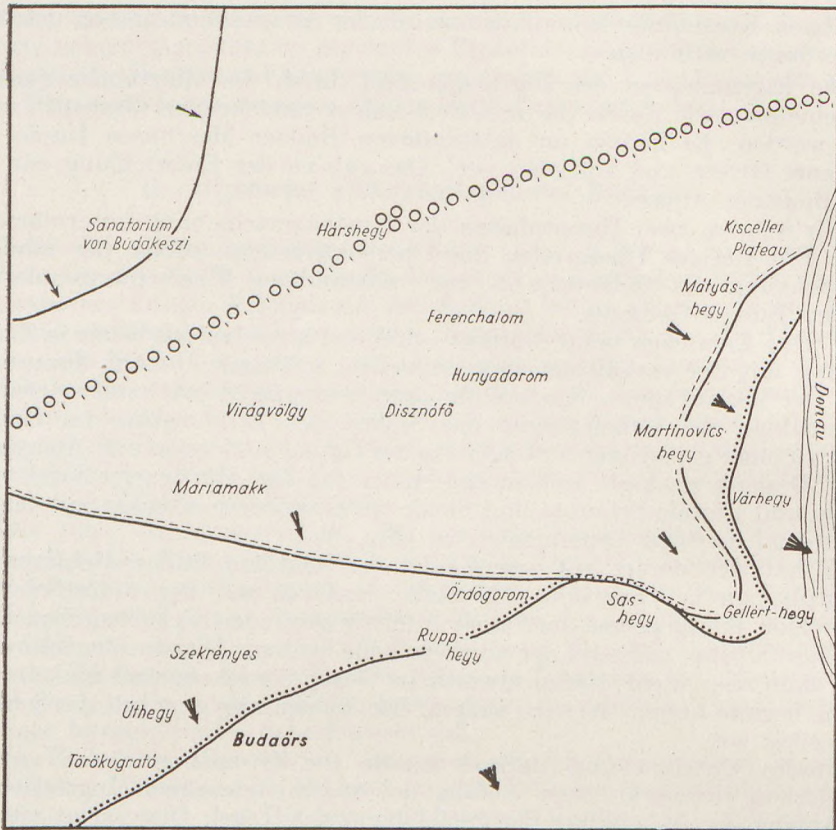 Sanatorium
von Budakeszi
Hárshegy
Kısceller
Plateau
Mátyás-
hegy
Ferenchalom
Hunyadorom
Virágvölgy
Disznófő
Martinovics-
hegy
Donau
Máriamakk
Várhegy
Ördögorom
Sas-
hegy
Gellért-hegy
Rupp-
hegy
Szekrényes
Úthegy
Budaörs
Törökugrató